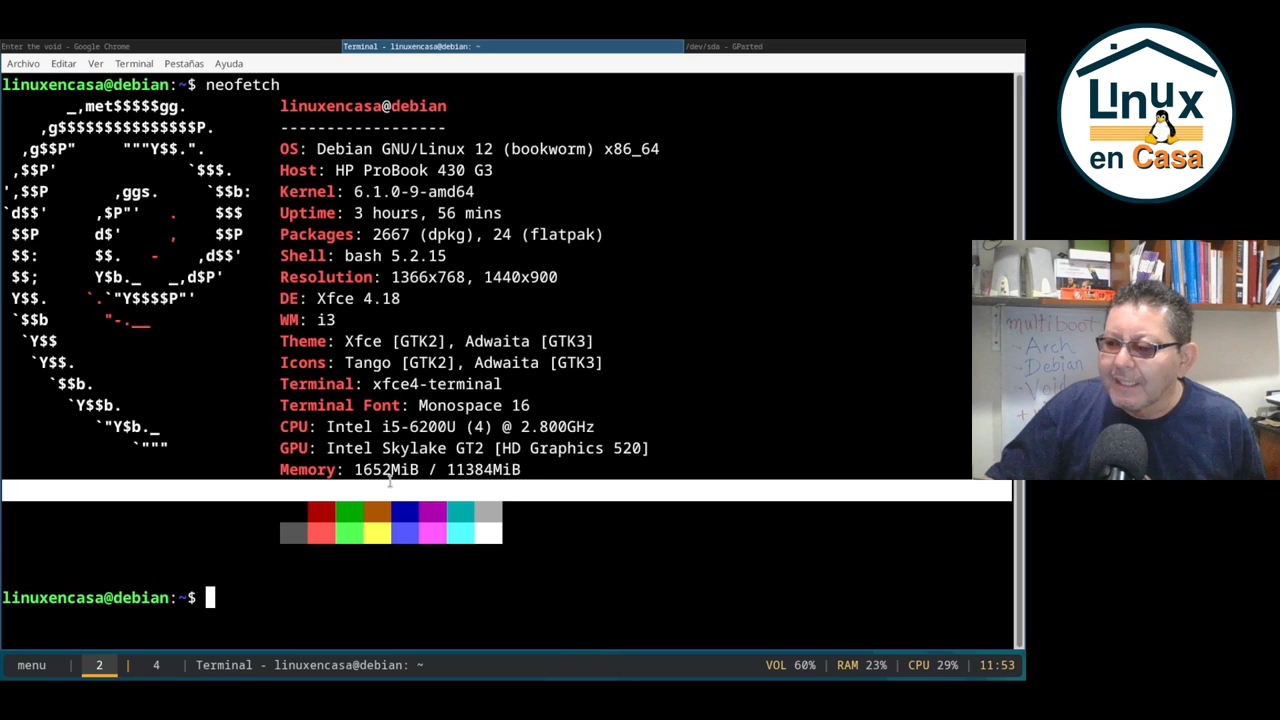 Enter the void - Google Chrome
Terminal - linuxencasa@debian: ~
/dev/sda - GParted
Archivo Editar Ver Terminal Pestañas Ayuda
linuxencasa@debian:~$ neofetch
_,met$$$$$gg. linuxencasa@debian
,g$$$$$$$$$$$$$$$P. ------------------
,g$$P" """Y$$.". OS: Debian GNU/Linux 12 (bookworm) x86_64
,$$P' `$$$. Host: HP ProBook 430 G3
',$$P ,ggs. `$$b: Kernel: 6.1.0-9-amd64
`d$$' ,$P"' . $$$ Uptime: 3 hours, 56 mins
$$P d$' , $$P Packages: 2667 (dpkg), 24 (flatpak)
$$: $$. - ,d$$' Shell: bash 5.2.15
$$; Y$b._ _,d$P' Resolution: 1366x768, 1440x900
Y$$. `.`"Y$$$$P"' DE: Xfce 4.18
`$$b "-.__ WM: i3
`Y$$ Theme: Xfce [GTK2], Adwaita [GTK3]
`Y$$. Icons: Tango [GTK2], Adwaita [GTK3]
`$$b. Terminal: xfce4-terminal
`Y$$b. Terminal Font: Monospace 16
`"Y$b._ CPU: Intel i5-6200U (4) @ 2.800GHz
`""" GPU: Intel Skylake GT2 [HD Graphics 520]
Memory: 1652MiB / 11384MiB
linuxencasa@debian:~$
menu | 2 | 4 | Terminal - linuxencasa@debian: ~ VOL 60% | RAM 23% | CPU 29% | 11:53
Linux
en Casa
multiboot
- Arch
- Debian
- Void